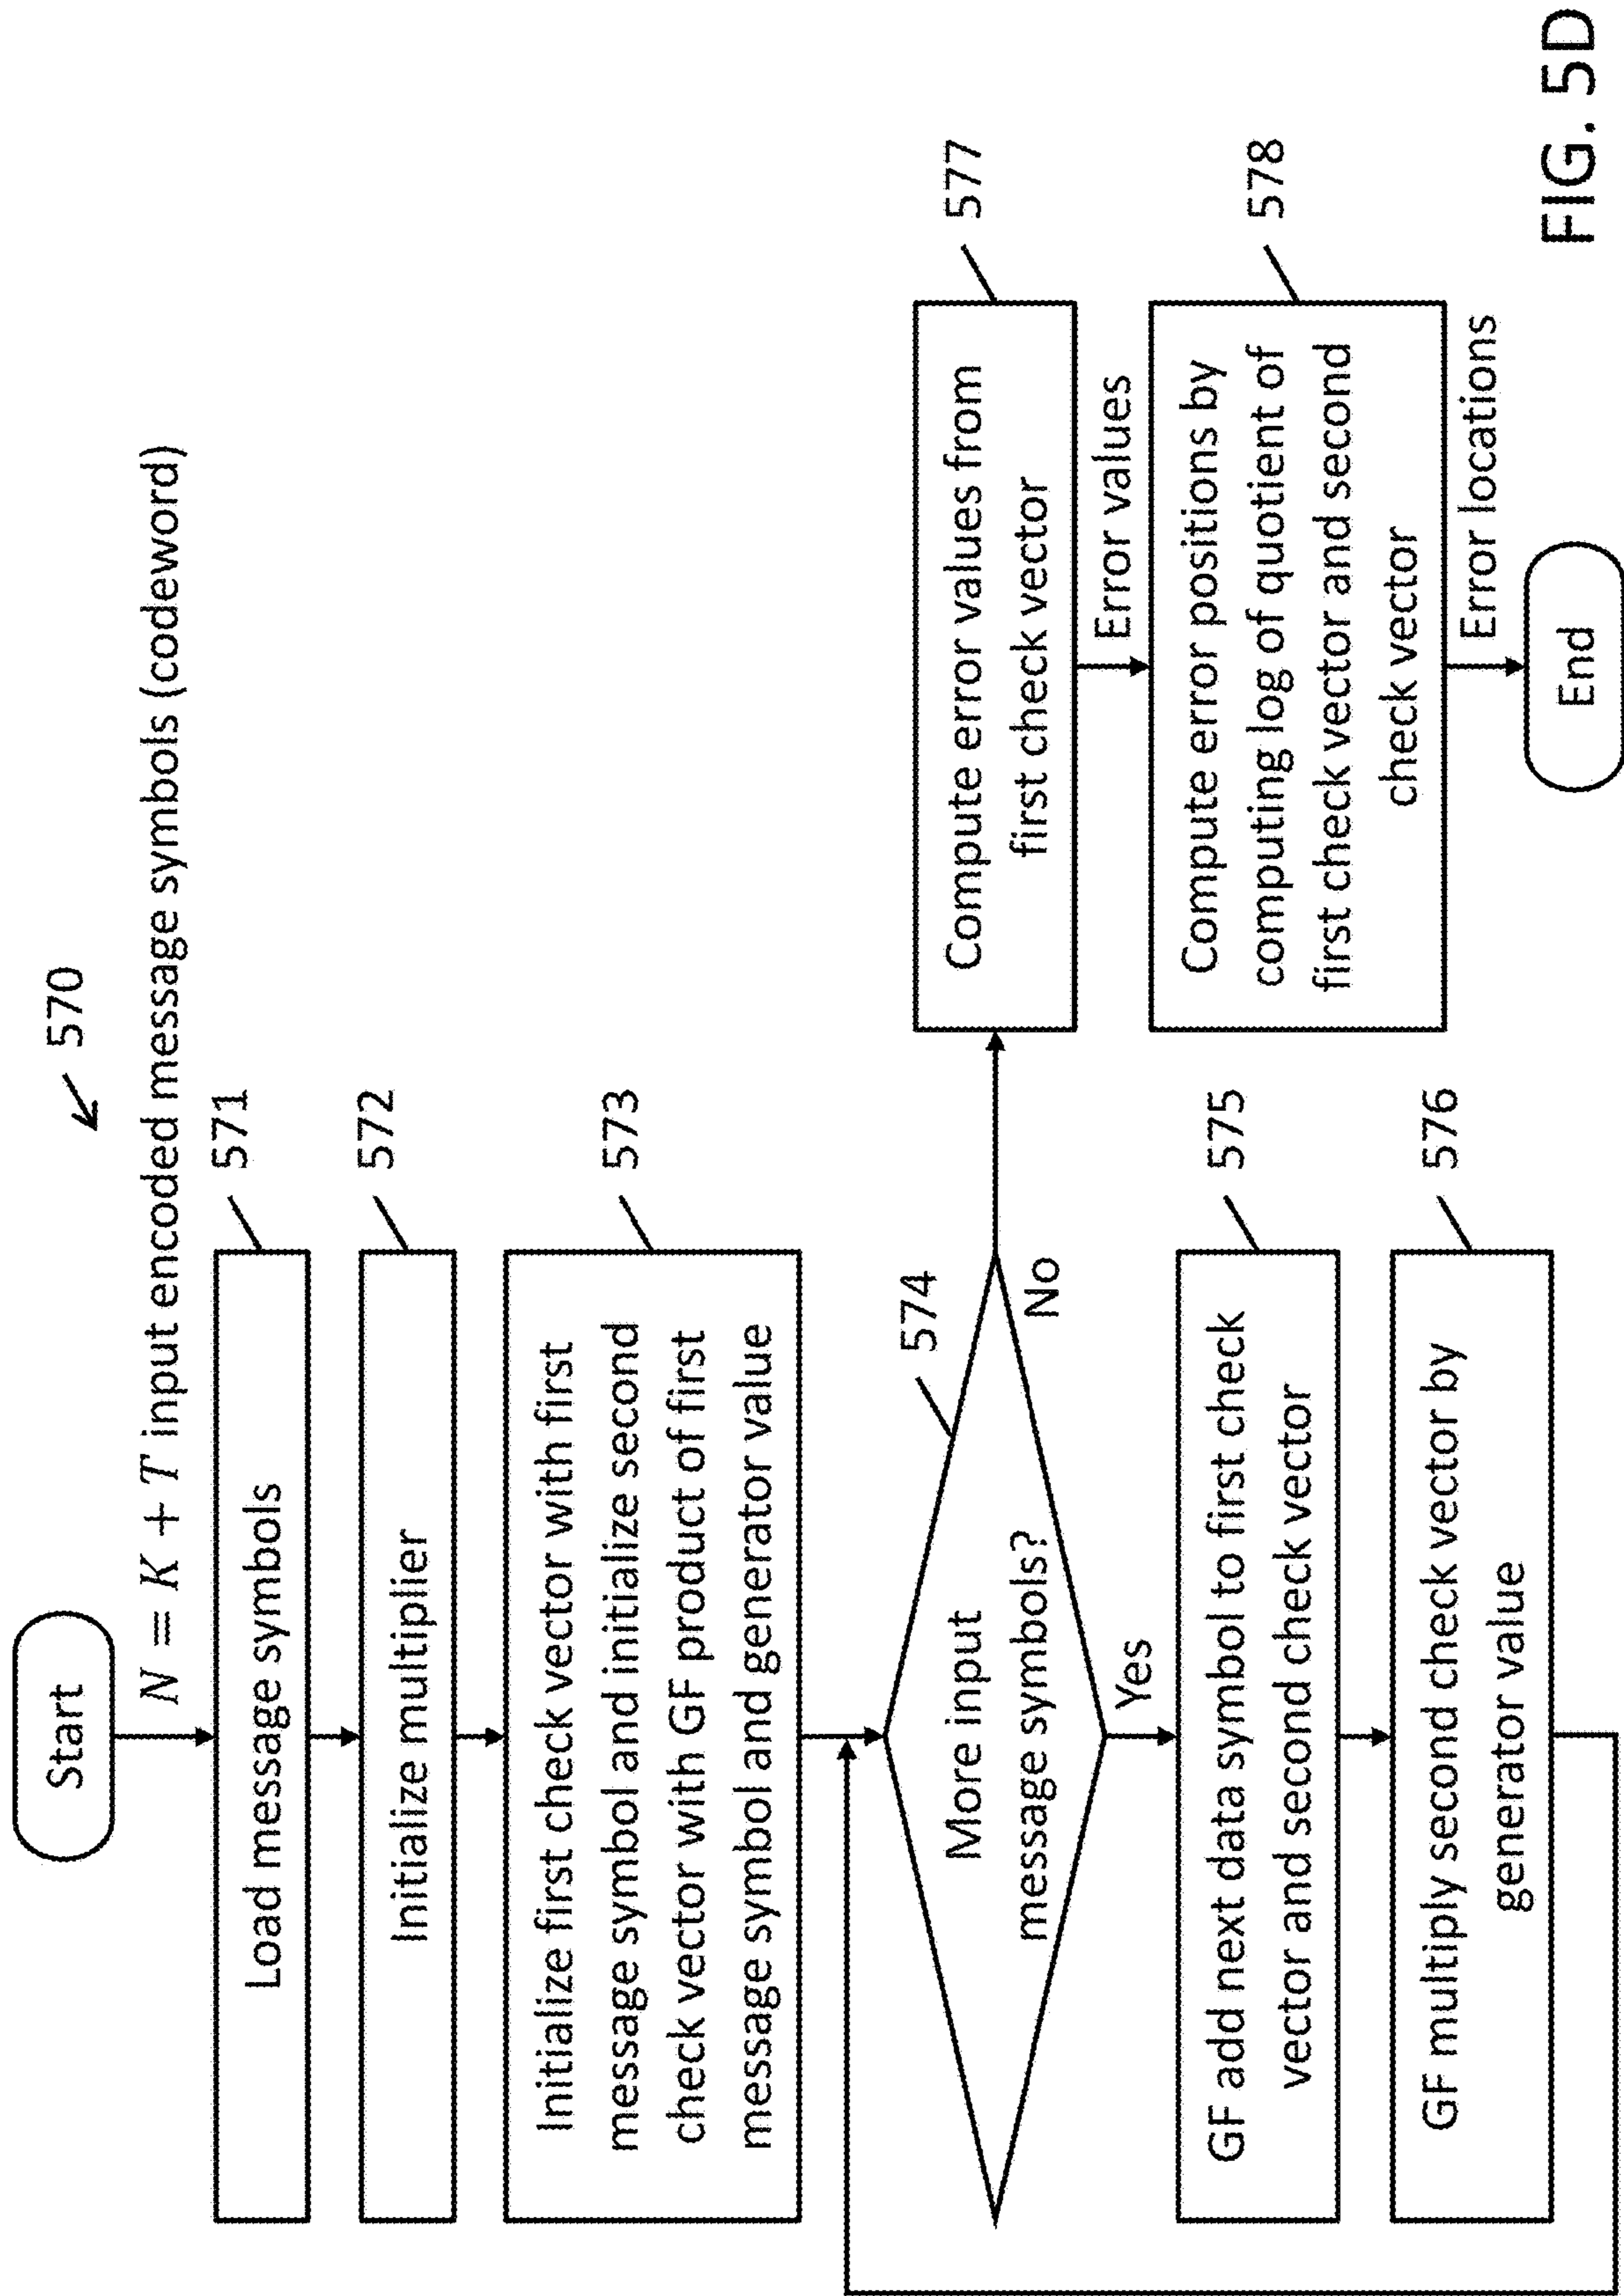 570
Start
N = K + T input encoded message symbols (codeword)
571
Load message symbols
572
Initialize multiplier
573
Initialize first check vector with first
message symbol and initialize second
check vector with GF product of first
message symbol and generator value
574
More input
message symbols?
No
Yes
575
GF add next data symbol to first check
vector and second check vector
576
GF multiply second check vector by
generator value
577
Compute error values from
first check vector
Error values
578
Compute error positions by
computing log of quotient of
first check vector and second
check vector
Error locations
End
FIG. 5D